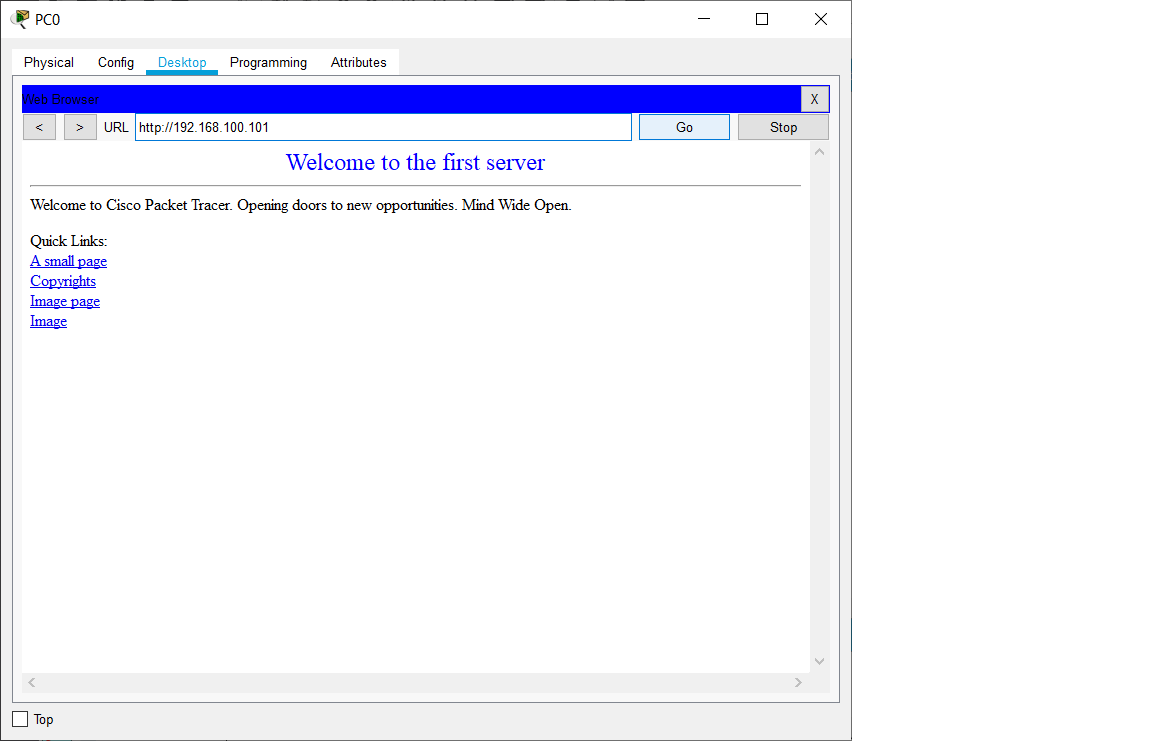 PC0
Physical Config Desktop Programming Attributes
Web Browser X
< > URL http://192.168.100.101 Go Stop
Welcome to the first server
Welcome to Cisco Packet Tracer. Opening doors to new opportunities. Mind Wide Open.
Quick Links:
A small page
Copyrights
Image page
Image
Top